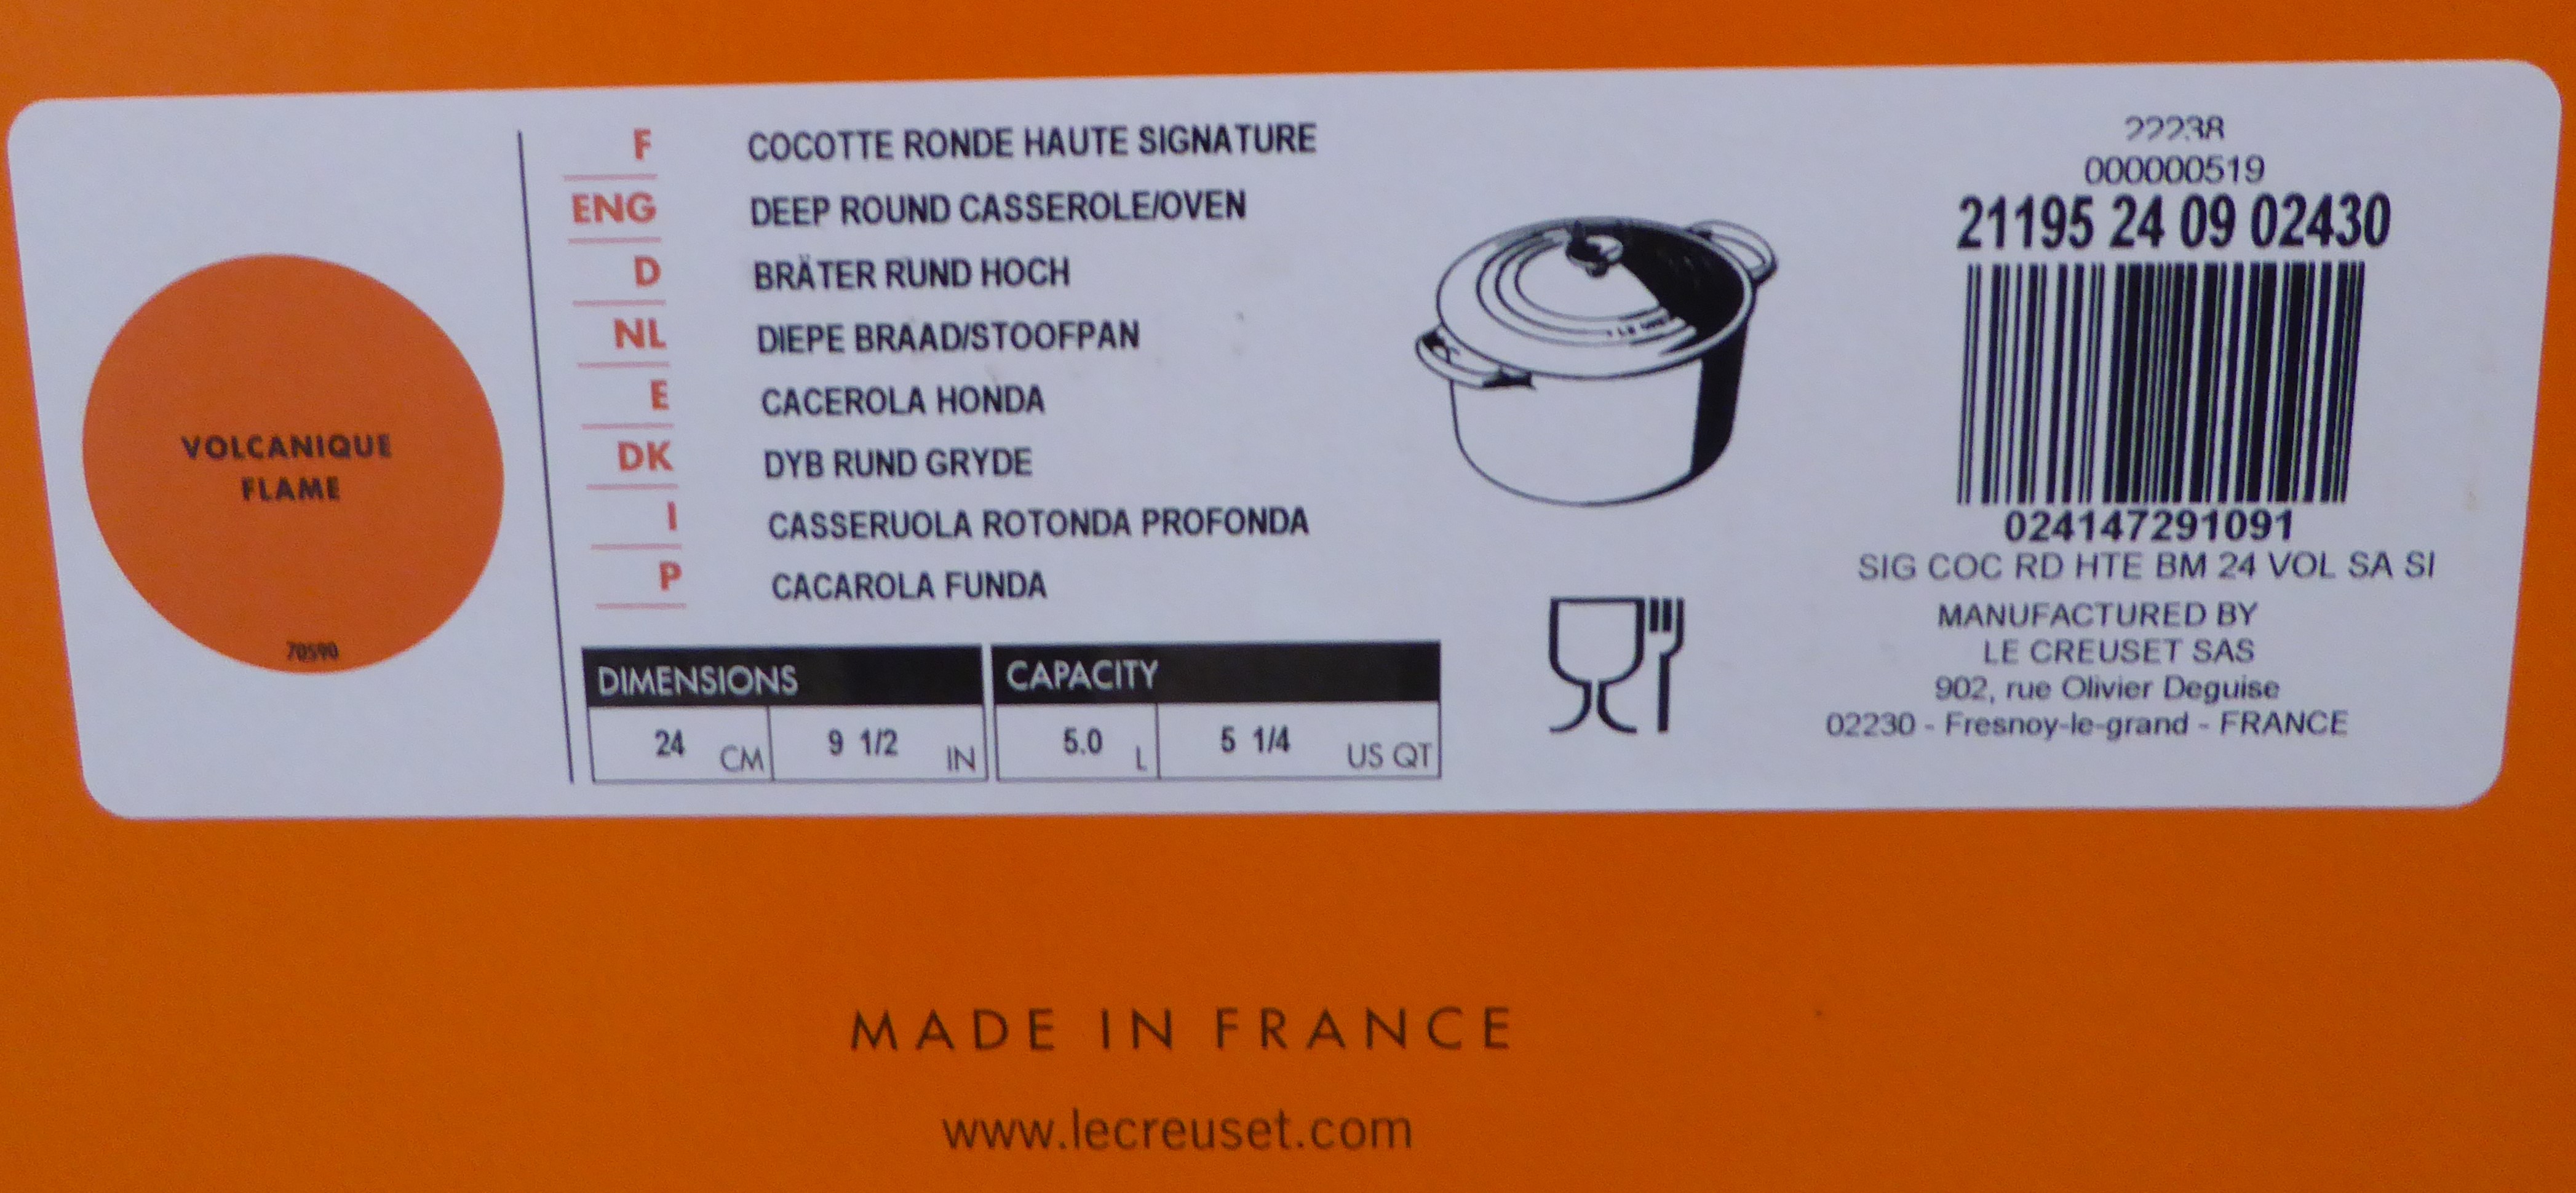 VOLCANIQUE
FLAME
70590
F COCOTTE RONDE HAUTE SIGNATURE
ENG DEEP ROUND CASSEROLE/OVEN
D BRÄTER RUND HOCH
NL DIEPE BRAAD/STOOFPAN
E CACEROLA HONDA
DK DYB RUND GRYDE
I CASSERUOLA ROTONDA PROFONDA
P CACAROLA FUNDA
DIMENSIONS CAPACITY
24 CM 9 1/2 IN 5.0 L 5 1/4 US QT
22238
000000519
21195 24 09 02430
024147291091
SIG COC RD HTE BM 24 VOL SA SI
MANUFACTURED BY
LE CREUSET SAS
902, rue Olivier Deguise
02230 - Fresnoy-le-grand - FRANCE
MADE IN FRANCE
www.lecreuset.com